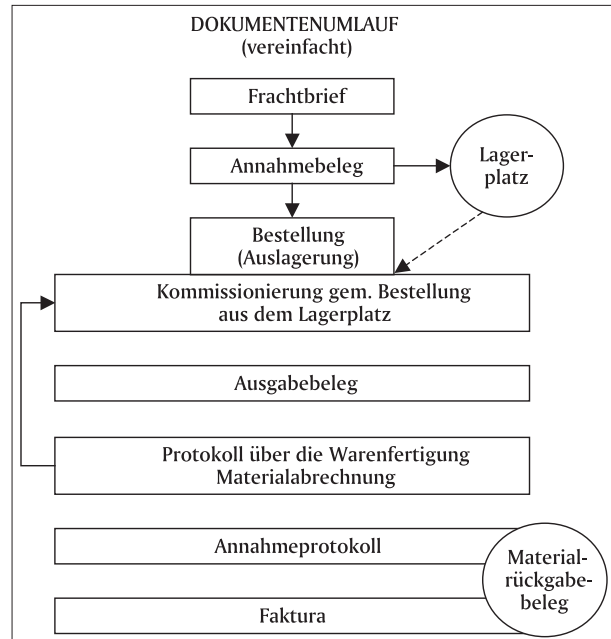 DOKUMENTENUMLAUF
(vereinfacht)
Frachtbrief
Annahmebeleg
Lager-
platz
Bestellung
(Auslagerung)
Kommissionierung gem. Bestellung
aus dem Lagerplatz
Ausgabebeleg
Protokoll über die Warenfertigung
Materialabrechnung
Annahmeprotokoll
Material-
rückgabe-
beleg
Faktura